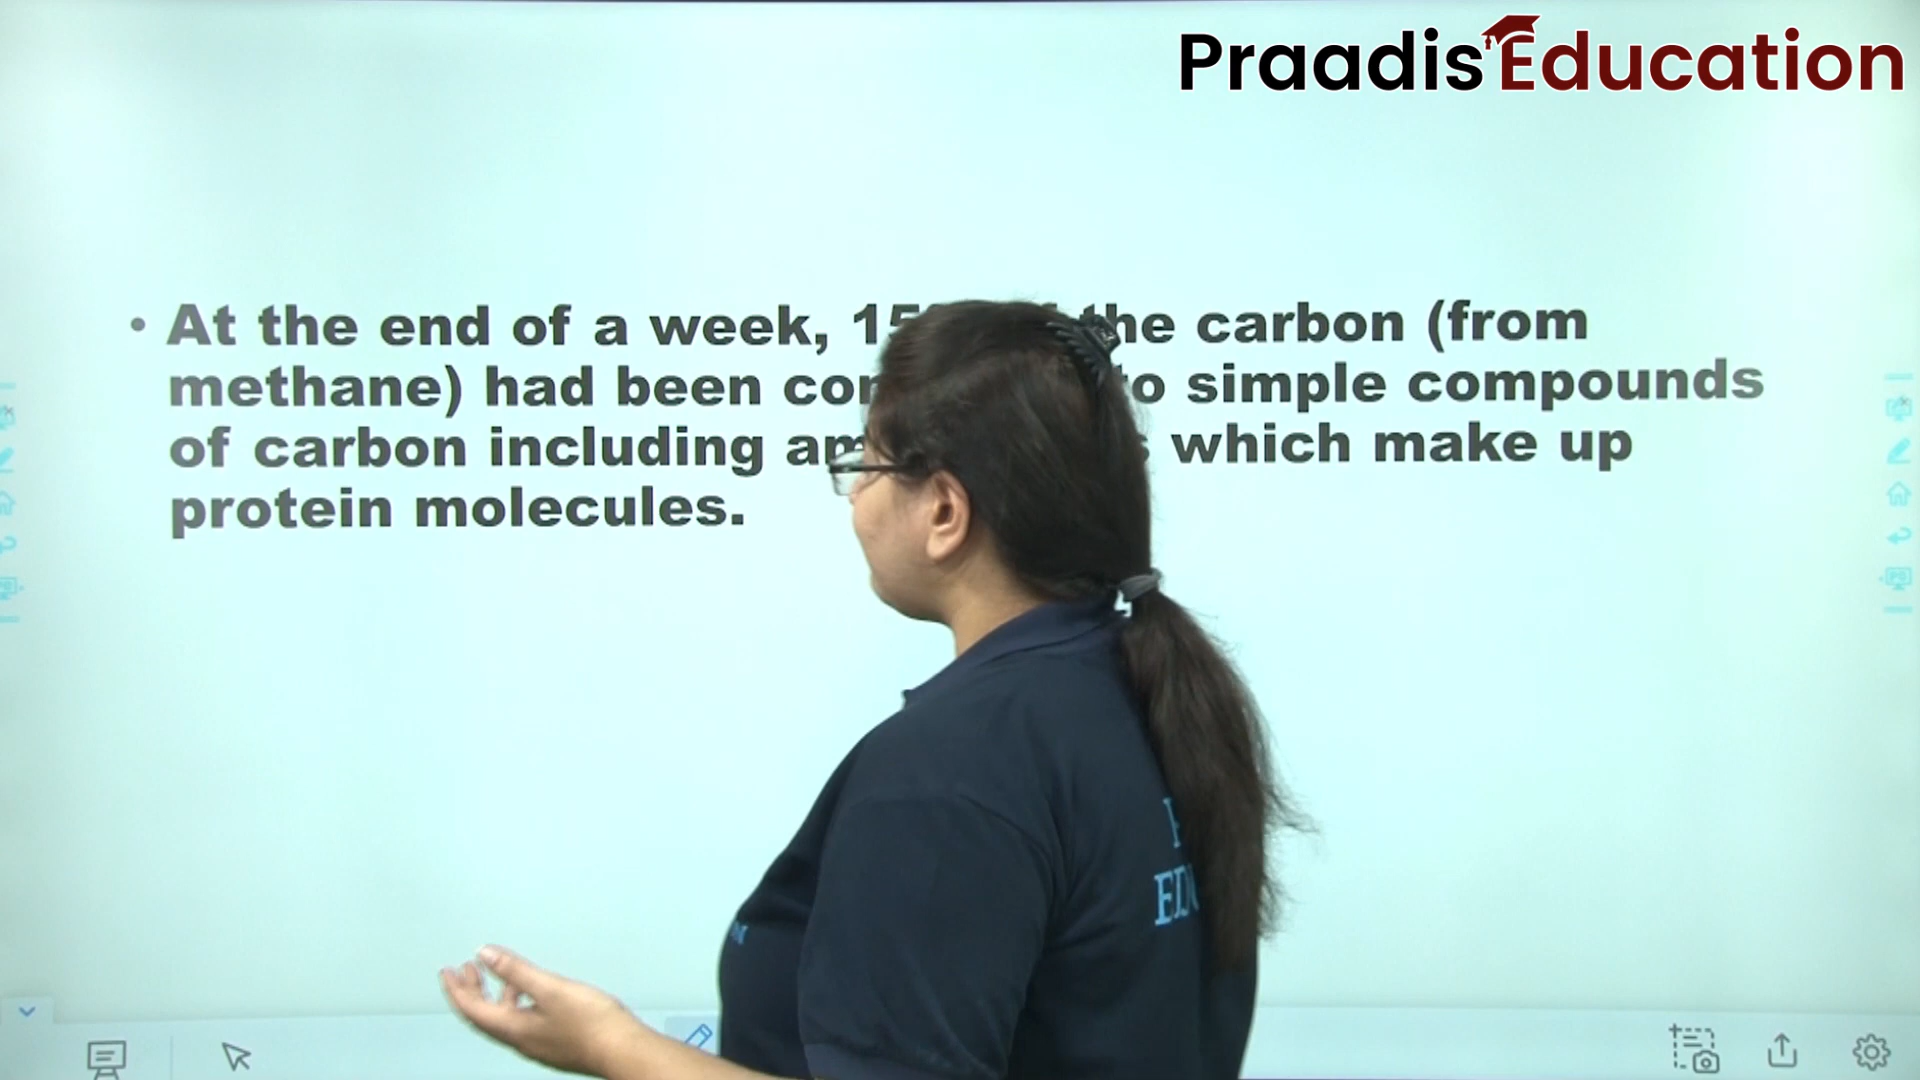 Praadis Education
• At the end of a week, 15 the carbon (from
methane) had been to simple compounds
of carbon including which make up
protein molecules.